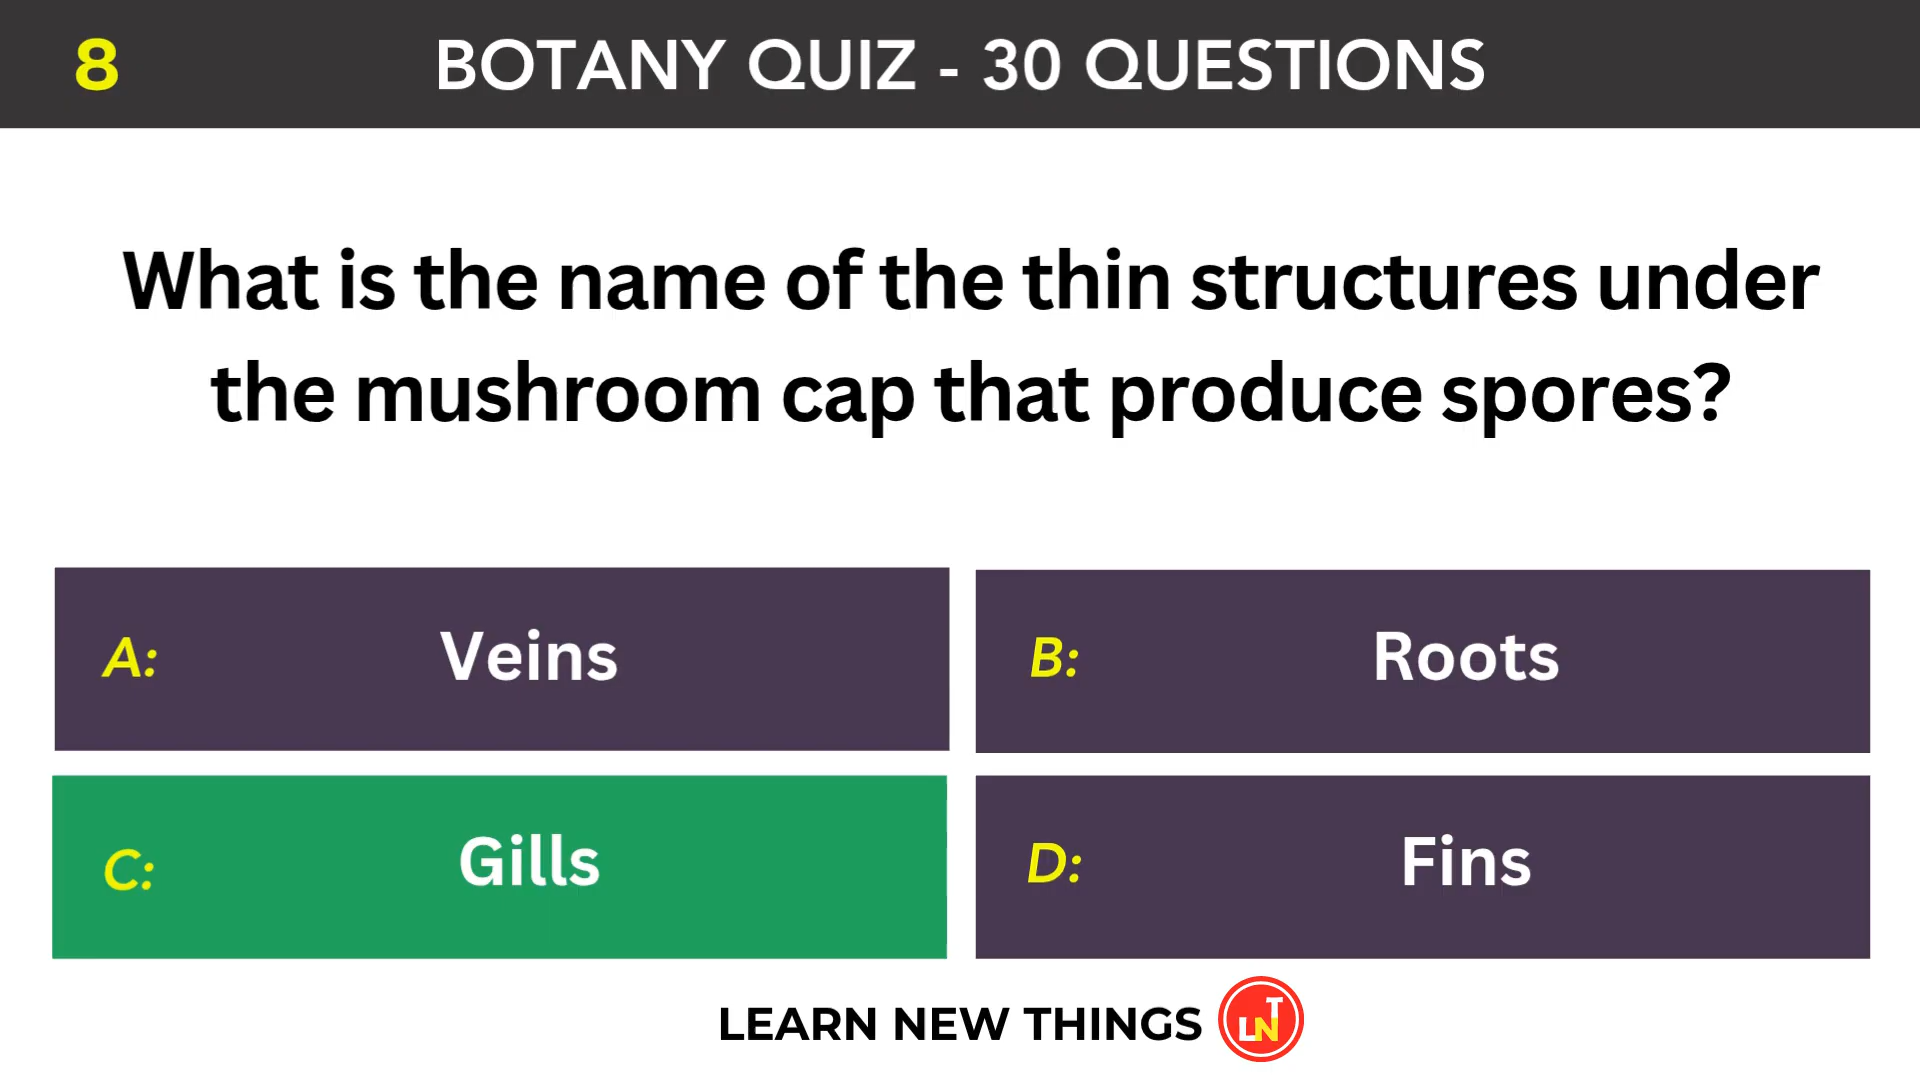 8
BOTANY QUIZ - 30 QUESTIONS
What is the name of the thin structures under
the mushroom cap that produce spores?
A: Veins
B: Roots
C: Gills
D: Fins
LEARN NEW THINGS
LNT